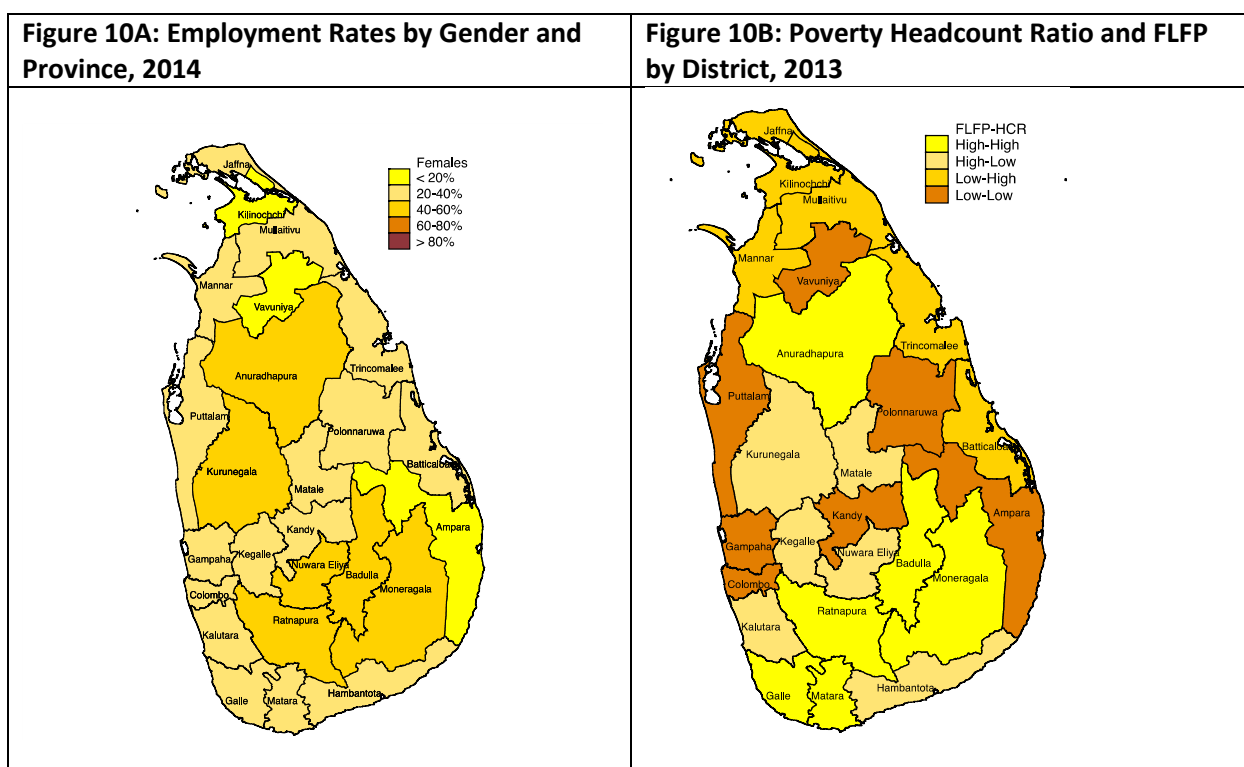 Figure 10A: Employment Rates by Gender and
Province, 2014
Figure 10B: Poverty Headcount Ratio and FLFP
by District, 2013
Females
< 20%
20-40%
40-60%
60-80%
> 80%
Jaffna
Kilinochch
Mullaitivu
Mannar
Vavuniya
Anuradhapura
Trincomalee
Puttalam
Polonnaruwa
Batticaloa
Kurunegala
Matale
Kandy
Ampara
Gampaha
Kegalle
Nuwara Eliya
Badulla
Moneragala
Colombo
Ratnapura
Kalutara
Hambantota
Galle
Matara
FLFP-HCR
High-High
High-Low
Low-High
Low-Low
Jaffna
Kilinochch
Mullaitivu
Mannar
Vavuniya
Trincomalee
Anuradhapura
Puttalam
Polonnaruwa
Batticaloa
Kurunegala
Matale
Kandy
Ampara
Gampaha
Kegalle
Nuwara Eliya
Badulla
Moneragala
Colombo
Ratnapura
Kalutara
Hambantota
Galle
Matara